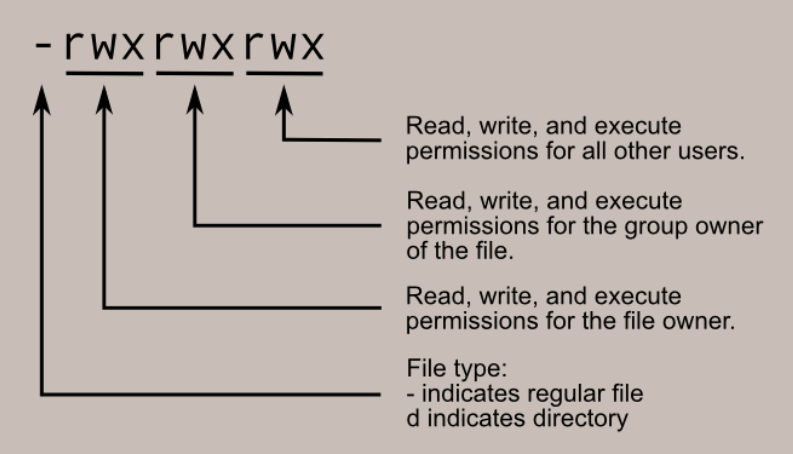 -rwxrwxrwx
Read, write, and execute
permissions for all other users.
Read, write, and execute
permissions for the group owner
of the file.
Read, write, and execute
permissions for the file owner.
File type:
- indicates regular file
d indicates directory